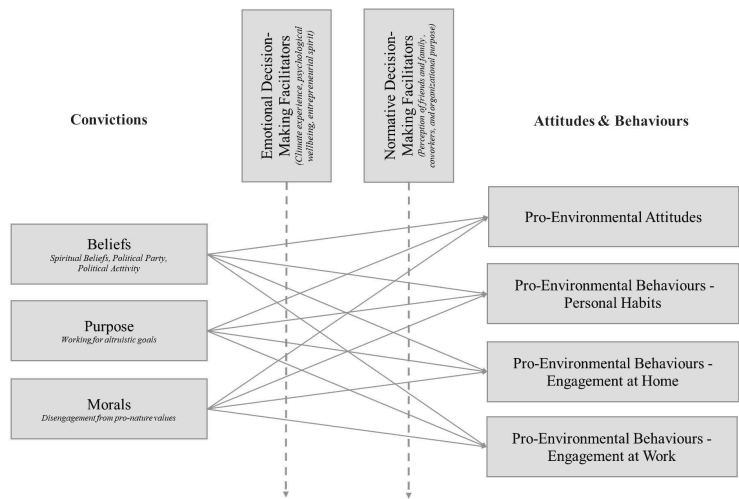 Convictions
Emotional Decision-
Making Facilitators
(Climate experience, psychological
wellbeing, entrepreneurial spirit)
Normative Decision-
Making Facilitators
(Perception of friends and family ,
coworkers, and organizational purpose)
Attitudes & Behaviours
Beliefs
Spiritual Beliefs, Political Party,
Political Acttivity
Purpose
Working for altruistic goals
Morals
Disengagement from pro-nature values
Pro-Environmental Attitudes
Pro-Environmental Behaviours -
Personal Habits
Pro-Environmental Behaviours -
Engagement at Home
Pro-Environmental Behaviours -
Engagement at Work